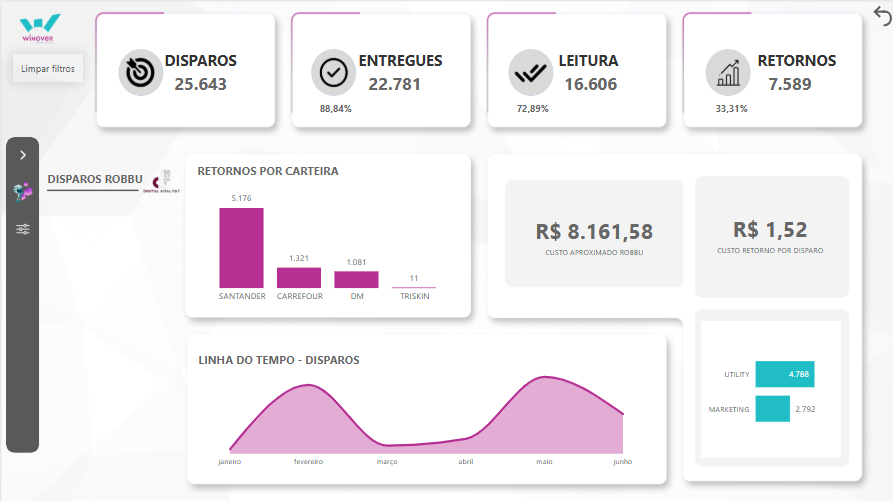 WINOVER
Limpar filtros
DISPAROS
25.643
ENTREGUES
22.781
88,84%
LEITURA
16.606
72,89%
RETORNOS
7.589
33,31%
DISPAROS ROBBU
DIGITAL ANALYST
RETORNOS POR CARTEIRA
5.176
1.321
1.081
11
SANTANDER
CARREFOUR
DM
TRISKIN
R$ 8.161,58
CUSTO APROXIMADO ROBBU
R$ 1,52
CUSTO RETORNO POR DISPARO
LINHA DO TEMPO - DISPAROS
janeiro
fevereiro
março
abril
maio
junho
UTILITY
4.788
MARKETING
2.792